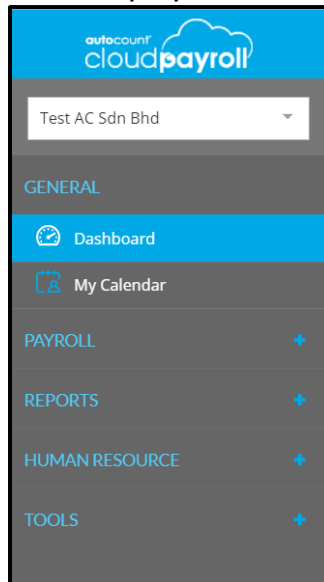 autocount
cloudpayroll
Test AC Sdn Bhd
GENERAL
Dashboard
My Calendar
PAYROLL
REPORTS
HUMAN RESOURCE
TOOLS